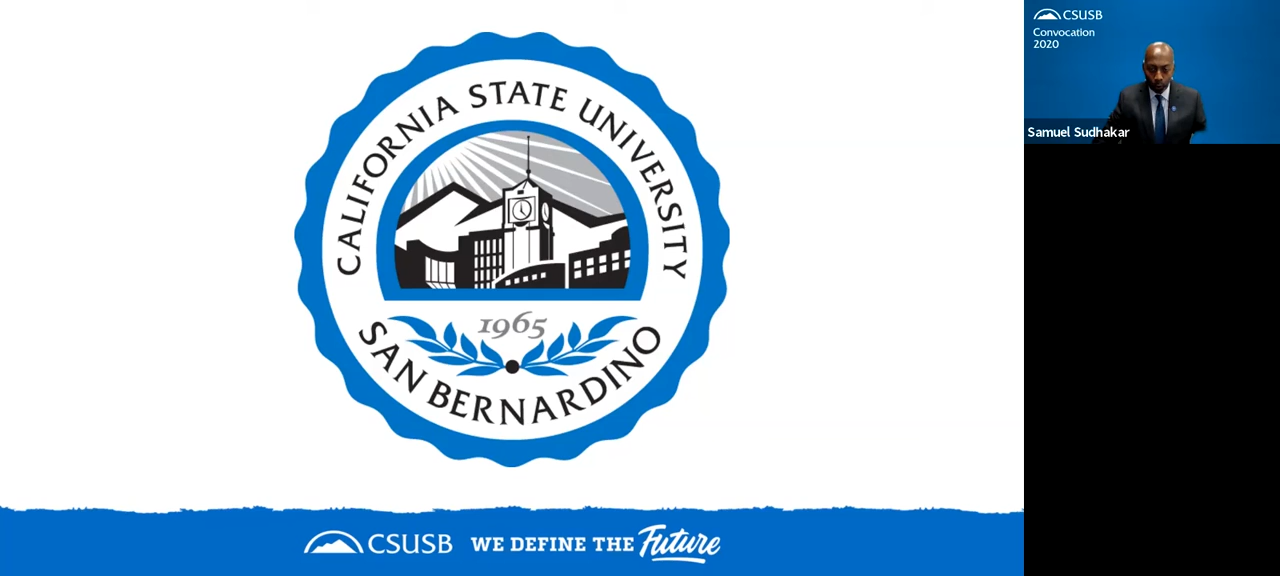 CALIFORNIA STATE UNIVERSITY
1965
SAN BERNARDINO
CSUSB WE DEFINE THE Future
CSUSB
Convocation
2020
Samuel Sudhakar